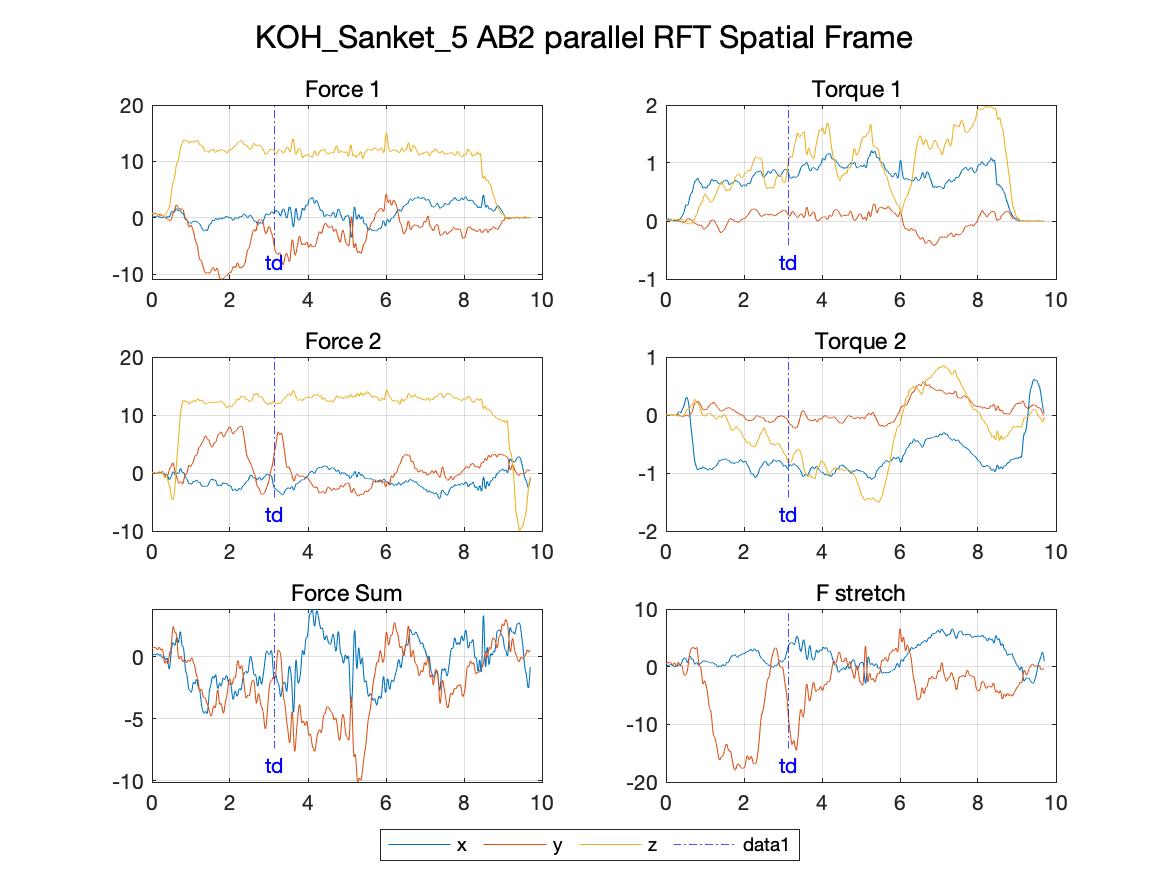 KOH_Sanket_5 AB2 parallel RFT Spatial Frame
Force 1
20
10
0
-10
td
0 2 4 6 8 10
Torque 1
2
1
0
-1
td
0 2 4 6 8 10
Force 2
20
10
0
-10
td
0 2 4 6 8 10
Torque 2
1
0
-1
-2
td
0 2 4 6 8 10
Force Sum
0
-5
-10
td
0 2 4 6 8 10
F stretch
10
0
-10
-20
td
0 2 4 6 8 10
x y z data1